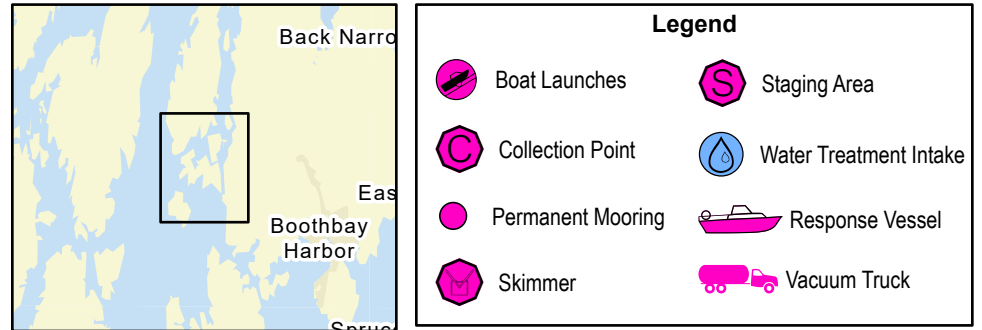 Back Narro
Eas
Boothbay
Harbor
Spruc
Legend
Boat Launches
S
Staging Area
C
Collection Point
Water Treatment Intake
Permanent Mooring
Response Vessel
Skimmer
Vacuum Truck